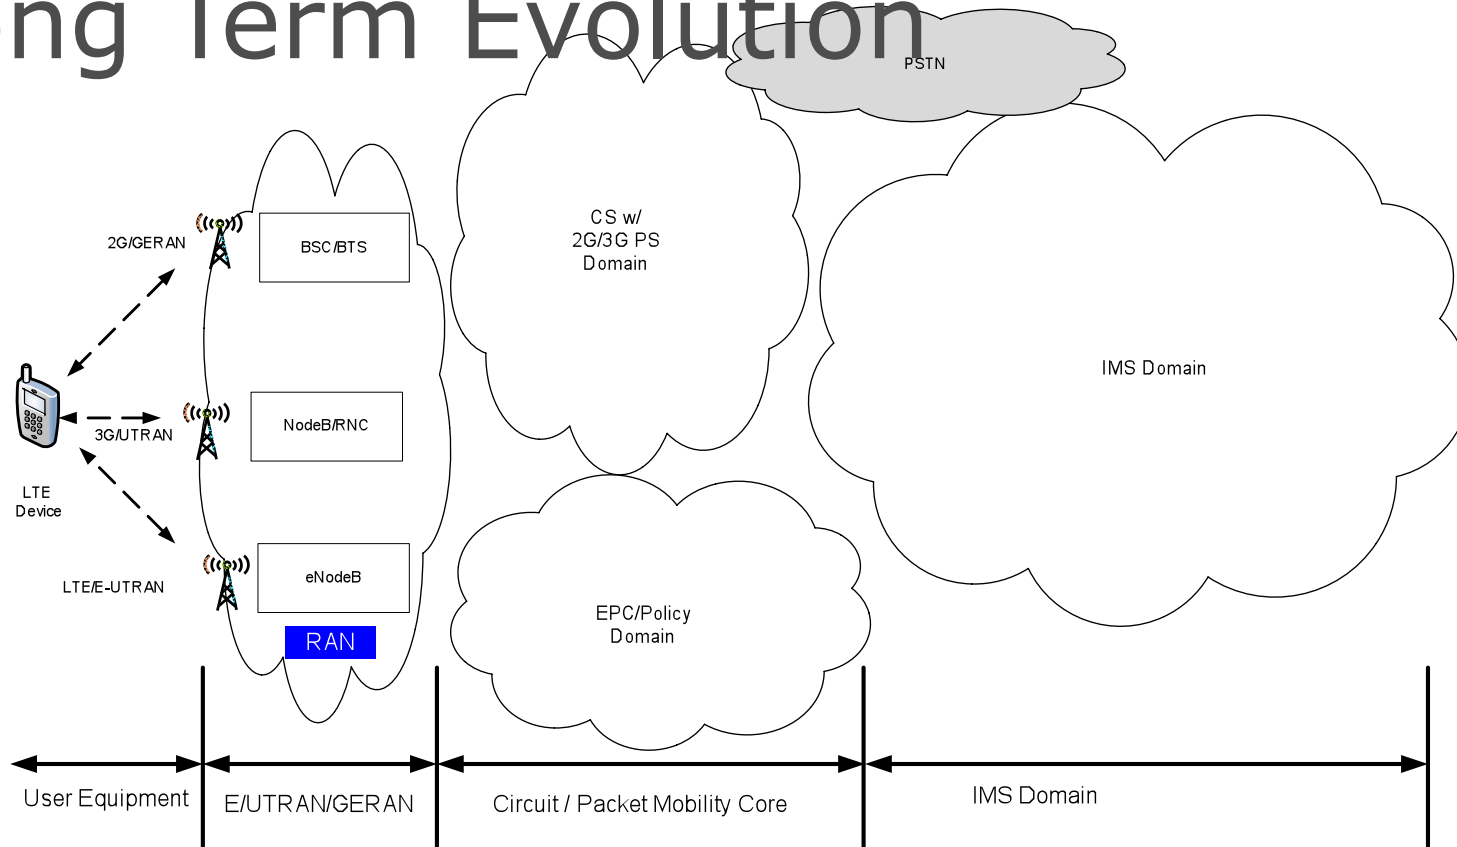 ong Term Evolution
PSTN
2G/GERAN
BSC/BTS
CS w/
2G/3G PS
Domain
IMS Domain
NodeB/RNC
3G/UTRAN
LTE
Device
LTE/E-UTRAN
eNodeB
RAN
EPC/Policy
Domain
User Equipment
E/UTRAN/GERAN
Circuit / Packet Mobility Core
IMS Domain